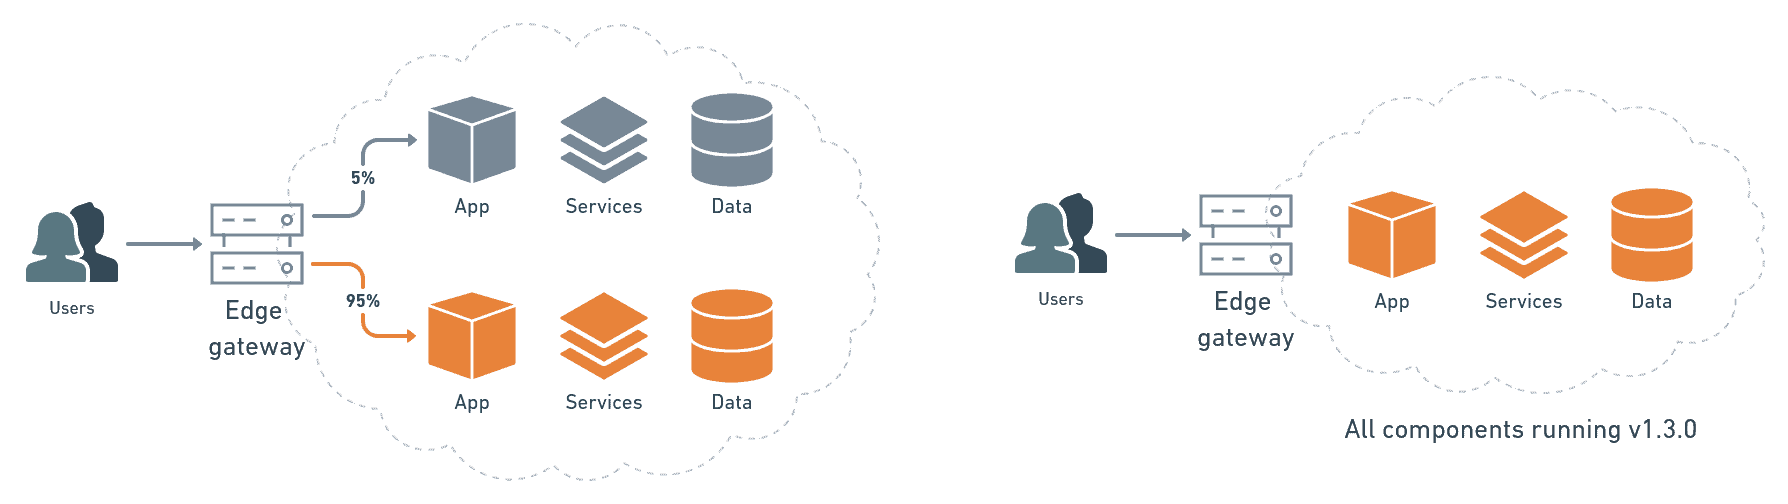 5%
App
Services
Data
Users
Edge
gateway
95%
App
Services
Data
Users
Edge
gateway
App
Services
Data
All components running v1.3.0